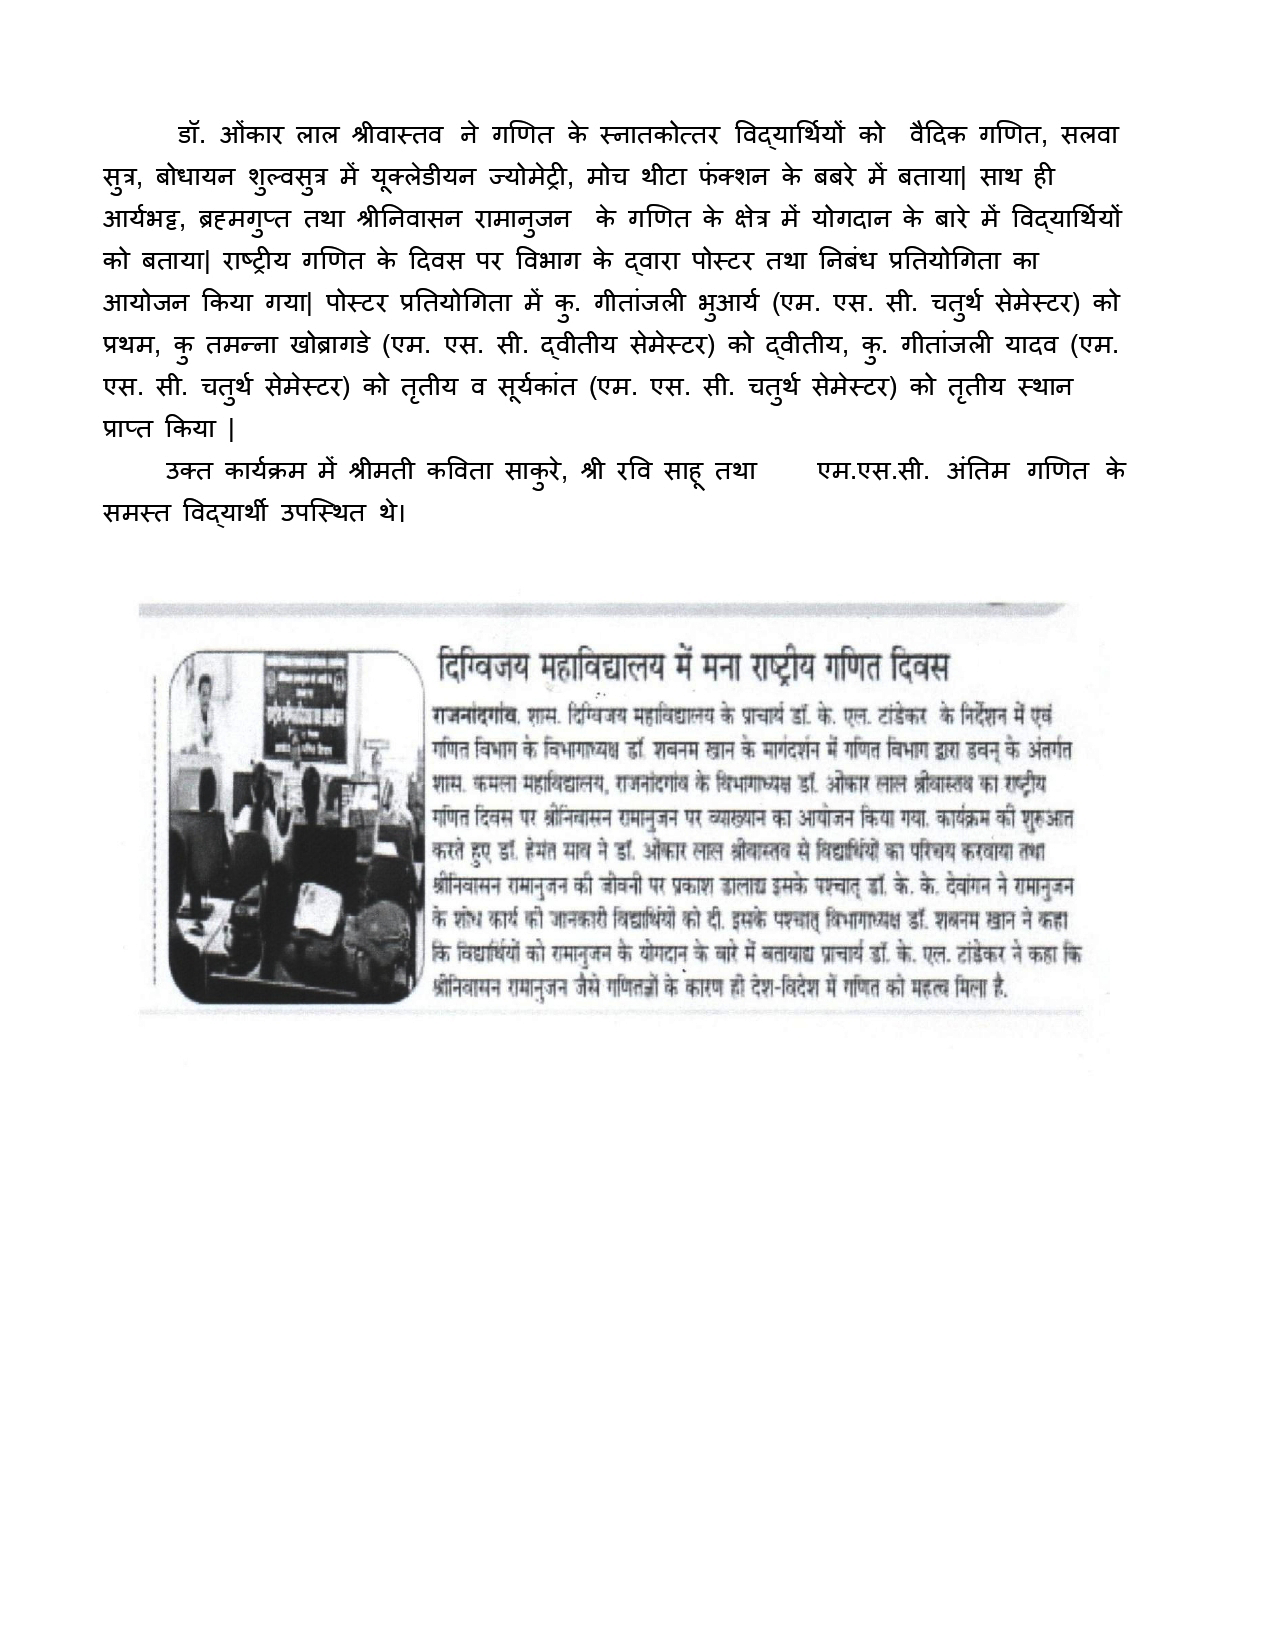 डॉ. ओंकार लाल श्रीवास्तव ने गणित के स्नातकोत्तर विद्यार्थियों को वैदिक गणित, सलवा
सुत्र, बोधायन शुल्वसुत्र में यूक्लेडीयन ज्योमेट्री, मोच थीटा फंक्शन के बबरे में बताया| साथ ही
आर्यभट्ट, ब्रह्मगुप्त तथा श्रीनिवासन रामानुजन के गणित के क्षेत्र में योगदान के बारे में विद्यार्थियों
को बताया| राष्ट्रीय गणित के दिवस पर विभाग के द्वारा पोस्टर तथा निबंध प्रतियोगिता का
आयोजन किया गया| पोस्टर प्रतियोगिता में कु. गीतांजली भुआर्य (एम. एस. सी. चतुर्थ सेमेस्टर) को
प्रथम, कु तमन्ना खोब्रागडे (एम. एस. सी. द्वीतीय सेमेस्टर) को द्वीतीय, कु. गीतांजली यादव (एम.
एस. सी. चतुर्थ सेमेस्टर) को तृतीय व सूर्यकांत (एम. एस. सी. चतुर्थ सेमेस्टर) को तृतीय स्थान
प्राप्त किया |
उक्त कार्यक्रम में श्रीमती कविता साकुरे, श्री रवि साहू तथा एम.एस.सी. अंतिम गणित के
समस्त विद्यार्थी उपस्थित थे।
दिग्विजय महाविद्यालय में मना राष्ट्रीय गणित दिवस
राजनांदगांव. शास. दिग्विजय महाविद्यालय के प्राचार्य डॉ. के. एल. टांडेकर के निर्देशन में एवं
गणित विभाग के विभागाध्यक्ष डॉ. शबनम खान के मार्गदर्शन में गणित विभाग द्वारा डवन् के अंतर्गत
शास. कमला महाविद्यालय, राजनांदगांव के विभागाध्यक्ष डॉ. ओंकार लाल श्रीवास्तव का राष्ट्रीय
गणित दिवस पर श्रीनिवासन रामानुजन पर व्याख्यान का आयोजन किया गया. कार्यक्रम की शुरुआत
करते हुए डॉ. हेमंत साव ने डॉ. ओंकार लाल श्रीवास्तव से विद्यार्थियों का परिचय करवाया तथा
श्रीनिवासन रामानुजन की जीवनी पर प्रकाश डालाद्य इसके पश्चात् डॉ. के. के. देवांगन ने रामानुजन
के शोध कार्य की जानकारी विद्यार्थियों को दी. इसके पश्चात् विभागाध्यक्ष डॉ. शबनम खान ने कहा
कि विद्यार्थियों को रामानुजन के योगदान के बारे में बतायाद्य प्राचार्य डॉ. के. एल. टांडेकर ने कहा कि
श्रीनिवासन रामानुजन जैसे गणितज्ञों के कारण ही देश-विदेश में गणित को महत्व मिला है.